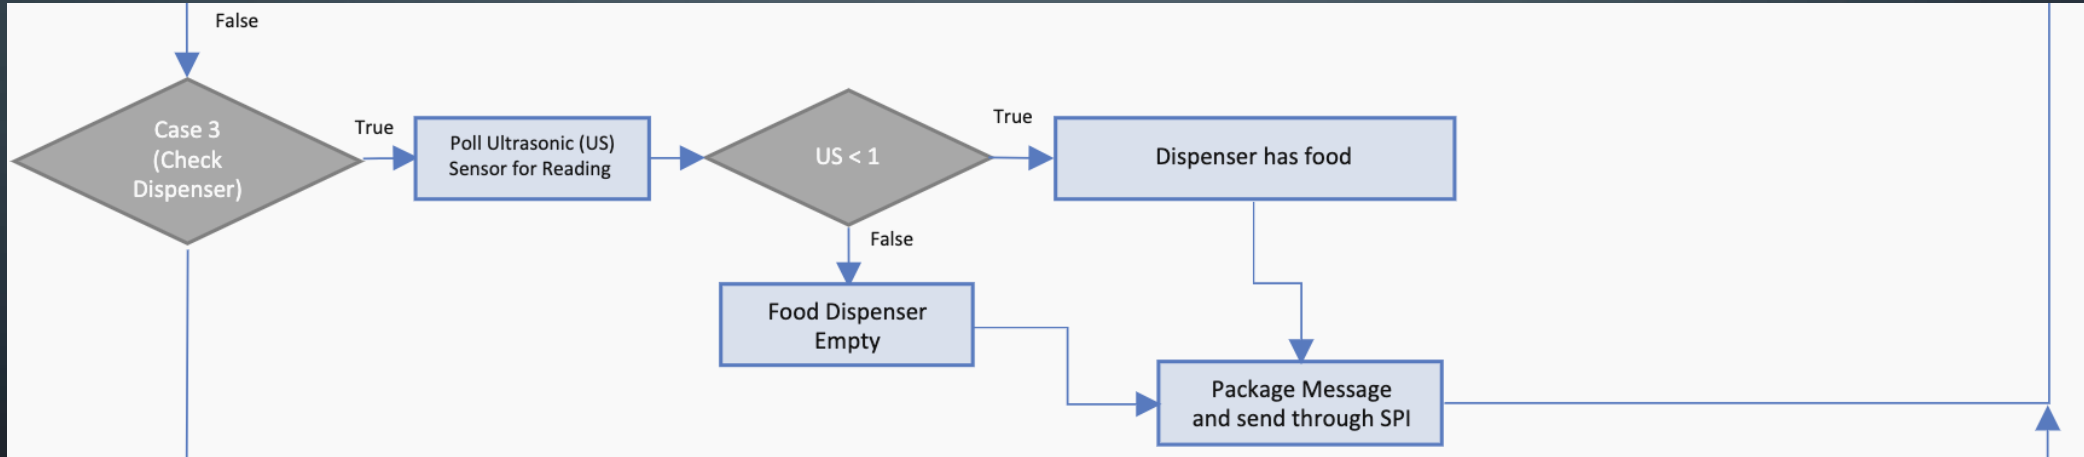 False
Case 3
(Check
Dispenser)
True
Poll Ultrasonic (US)
Sensor for Reading
US < 1
True
Dispenser has food
False
Food Dispenser
Empty
Package Message
and send through SPI